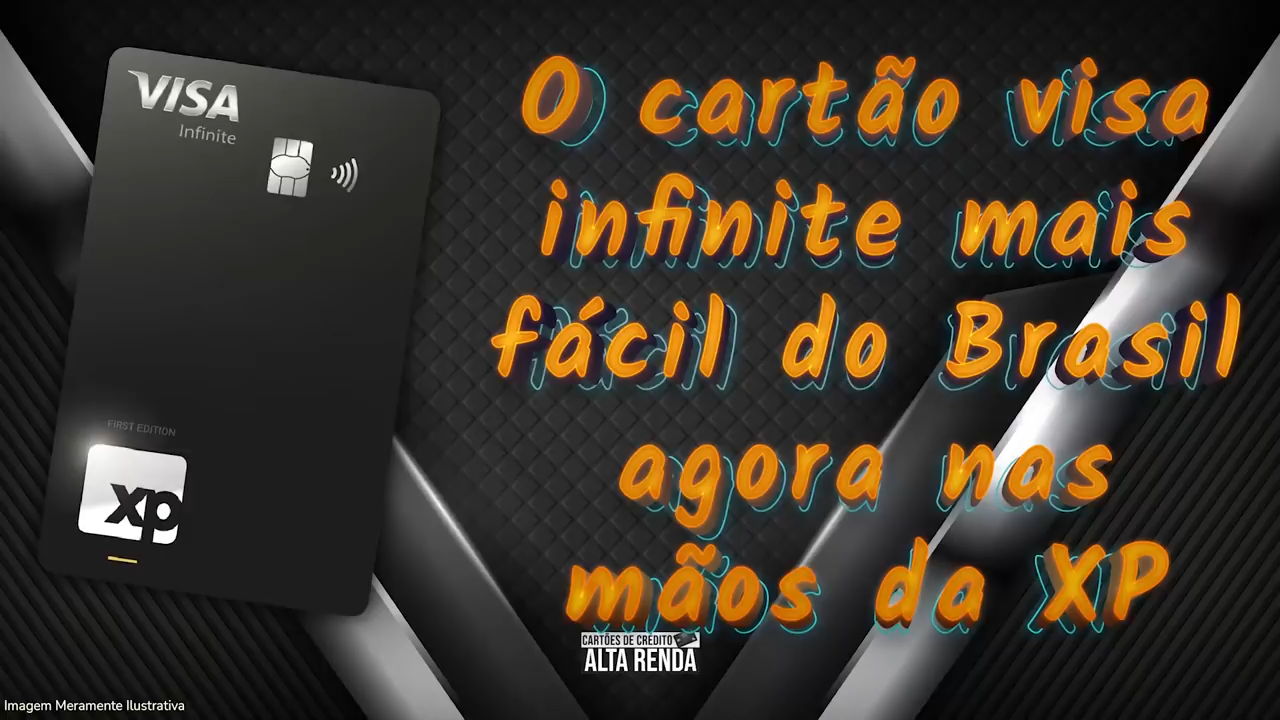 VISA
Infinite
FIRST EDITION
xp
O cartão visa
infinite mais
fácil do Brasil
agora nas
mãos da XP
CARTÕES DE CRÉDITO
ALTA RENDA
Imagem Meramente Ilustrativa